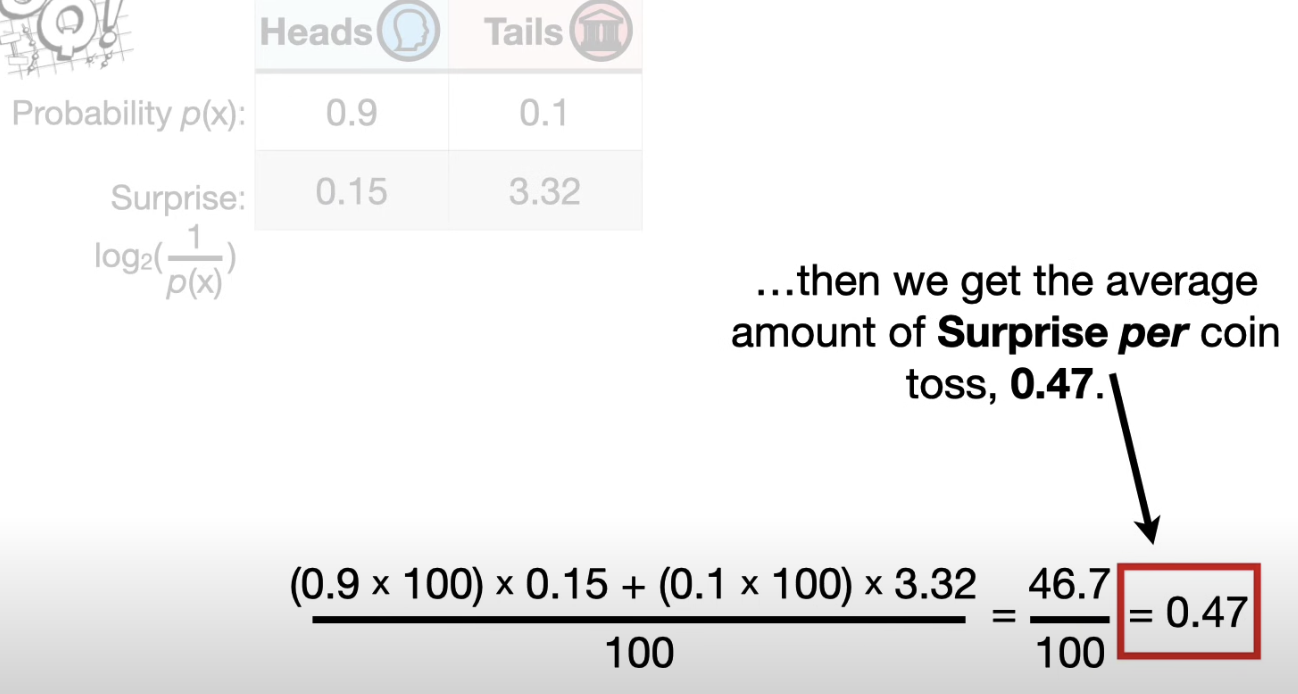 Heads Tails
Probability p(x): 0.9 0.1
Surprise: 0.15 3.32
log₂(1/p(x))
...then we get the average
amount of Surprise per coin
toss, 0.47.
(0.9 x 100) x 0.15 + (0.1 x 100) x 3.32 / 100 = 46.7 / 100 = 0.47